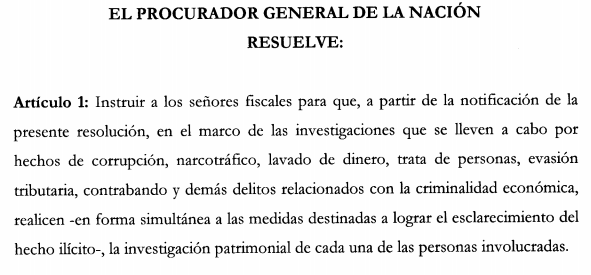 EL PROCURADOR GENERAL DE LA NACIÓN
RESUELVE:
Artículo 1: Instruir a los señores fiscales para que, a partir de la notificación de la
presente resolución, en el marco de las investigaciones que se lleven a cabo por
hechos de corrupción, narcotráfico, lavado de dinero, trata de personas, evasión
tributaria, contrabando y demás delitos relacionados con la criminalidad económica,
realicen -en forma simultánea a las medidas destinadas a lograr el esclarecimiento del
hecho ilícito-, la investigación patrimonial de cada una de las personas involucradas.